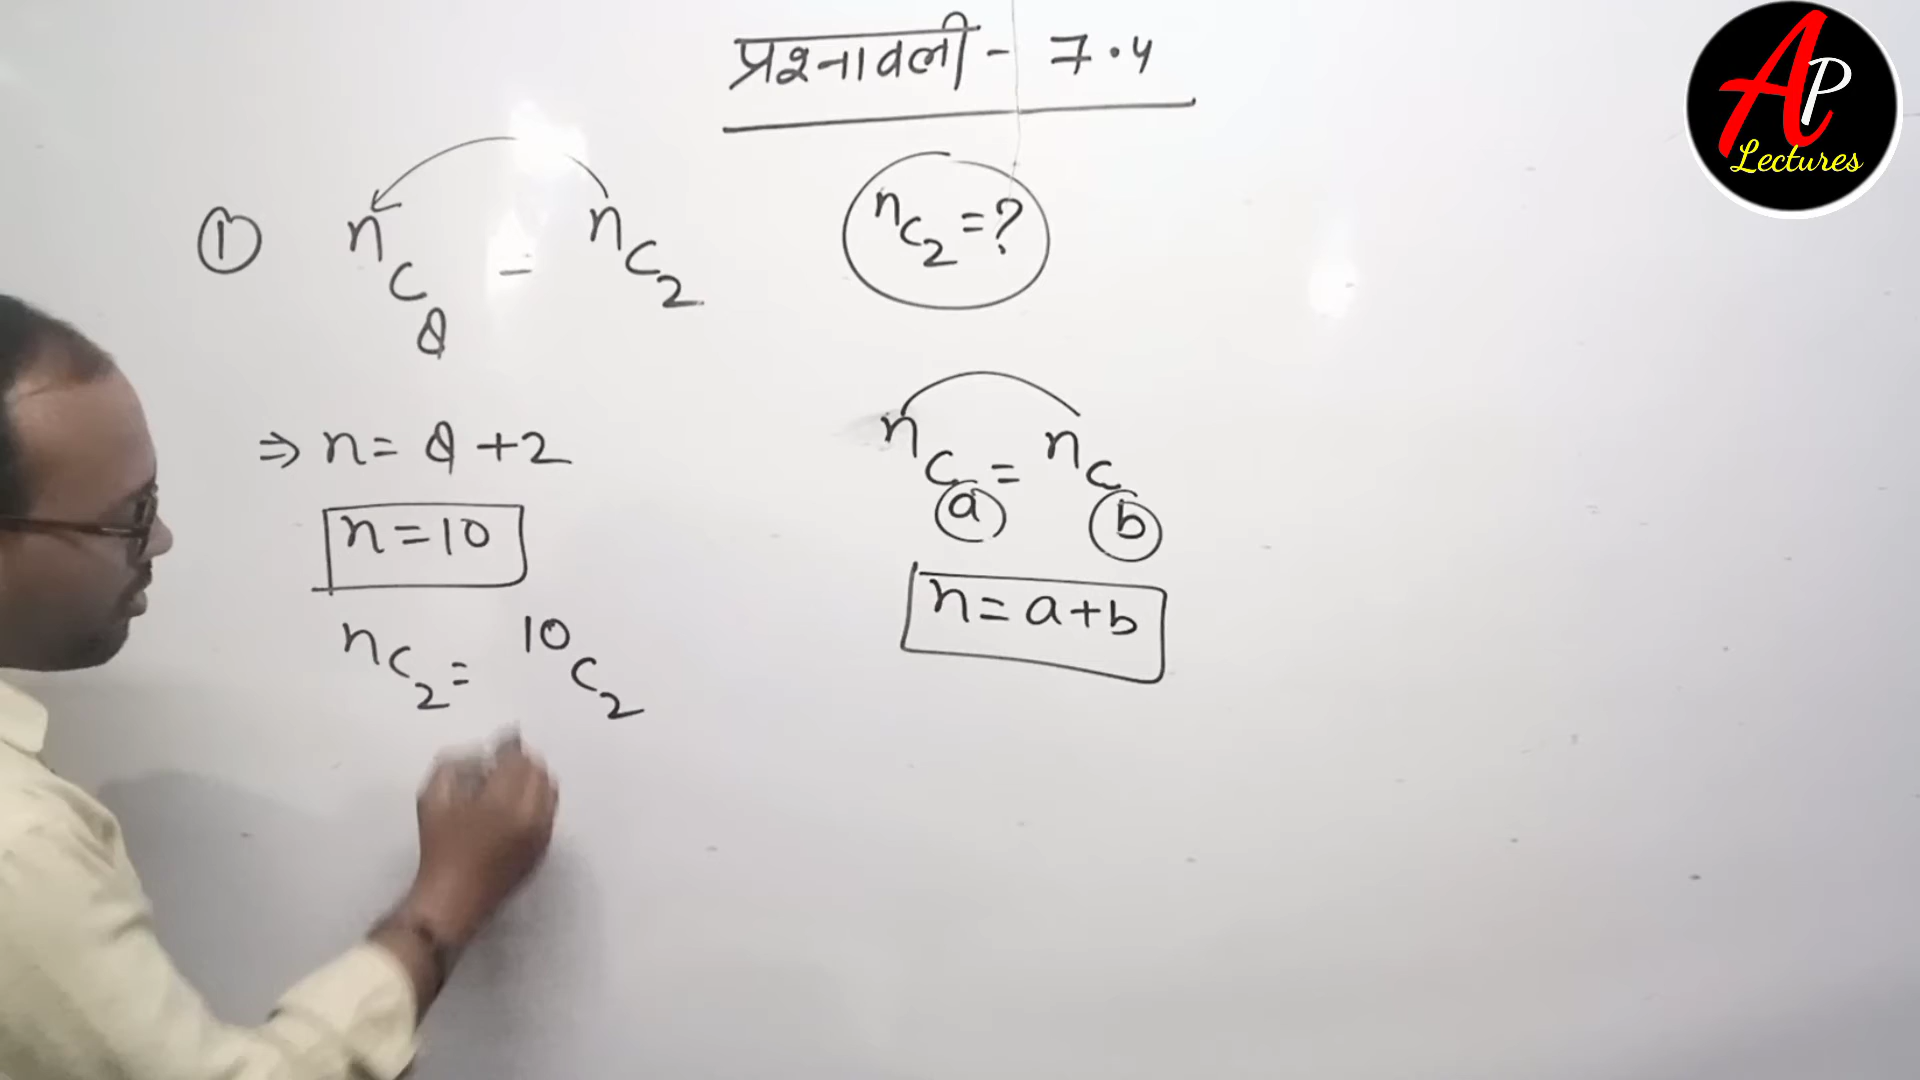 प्रश्नावली - 7.4
① nC8 = nC2
nC2 = ?
⇒ n = 8 + 2
n = 10
nC2 = 10C2
nCa = nCb
n = a + b
AP
Lectures